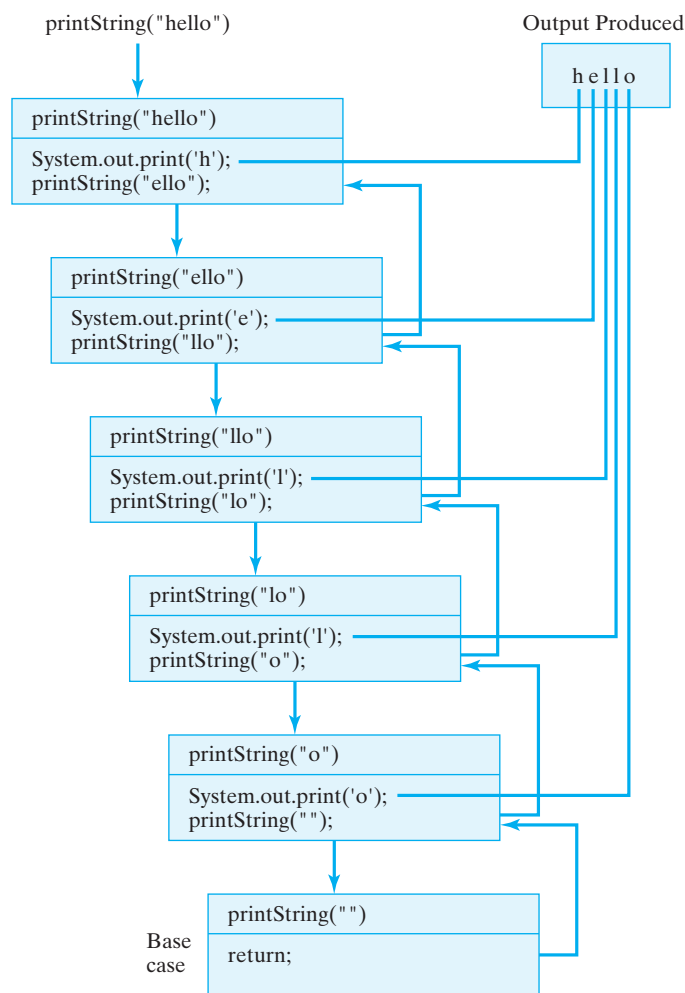 printString("hello")
Output Produced
h e l l o
printString("hello")
System.out.print('h');
printString("ello");
printString("ello")
System.out.print('e');
printString("llo");
printString("llo")
System.out.print('l');
printString("lo");
printString("lo")
System.out.print('l');
printString("o");
printString("o")
System.out.print('o');
printString("");
printString("")
Base
case
return;